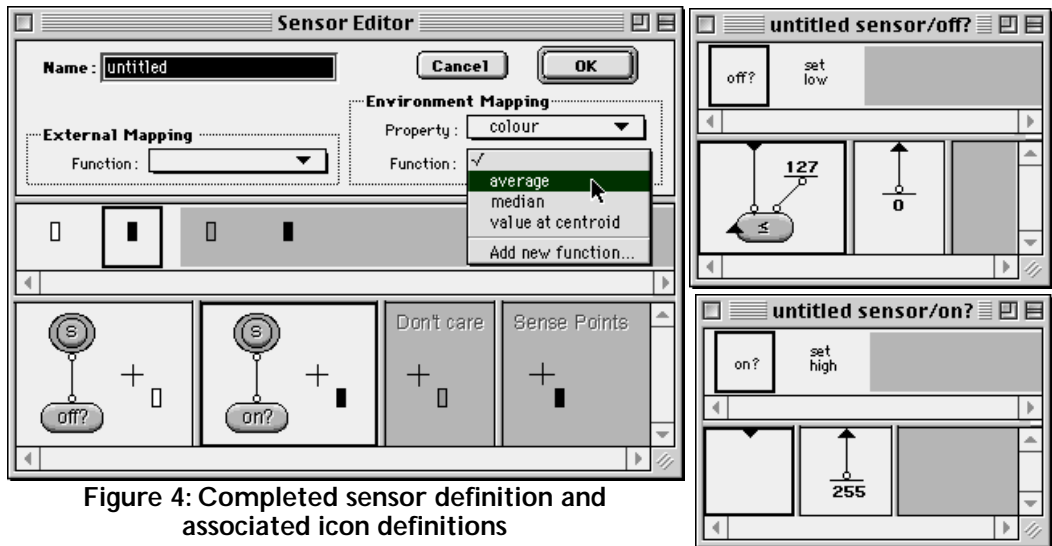 Sensor Editor
Name: untitled
Cancel
OK
External Mapping
Function:
Environment Mapping
Property: colour
Function: √
average
median
value at centroid
Add new function...
S
off?
S
on?
Don't care
Sense Points
Figure 4: Completed sensor definition and
associated icon definitions
untitled sensor/off?
off?
set
low
127
≤
0
untitled sensor/on?
on?
set
high
255